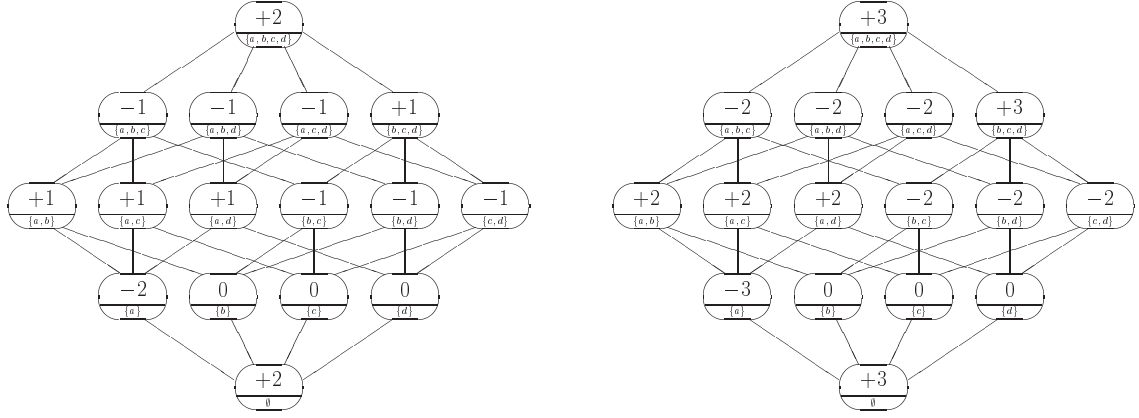 +2 +3
{a,b,c,d} {a,b,c,d}
−1 −1 −1 +1 −2 −2 −2 +3
{a,b,c} {a,b,d} {a,c,d} {b,c,d} {a,b,c} {a,b,d} {a,c,d} {b,c,d}
+1 +1 +1 −1 −1 −1 +2 +2 +2 −2 −2 −2
{a,b} {a,c} {a,d} {b,c} {b,d} {c,d} {a,b} {a,c} {a,d} {b,c} {b,d} {c,d}
−2 0 0 0 −3 0 0 0
{a} {b} {c} {d} {a} {b} {c} {d}
+2 +3
∅ ∅